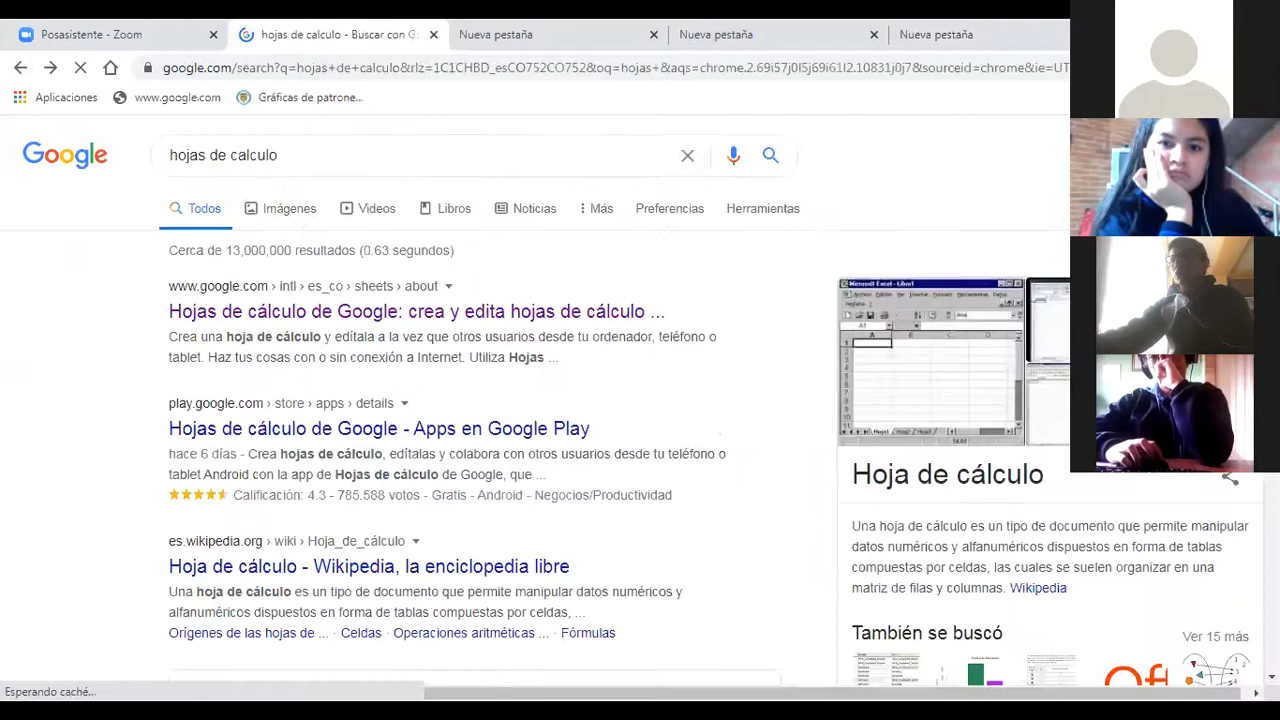 Posasistente - Zoom
hojas de calculo - Buscar con G
Nueva pestaña
Nueva pestaña
Nueva pestaña
google.com/search?q=hojas+de+calculo&rlz=1C1CHBD_esCO752CO752&oq=hojas+&aqs=chrome.2.69i57j0l5j69i61l2.10831j0j7&sourceid=chrome&ie=UT
Aplicaciones
www.google.com
Gráficas de patrone...
Google
hojas de calculo
Todos
Imágenes
Videos
Libros
Noticias
Más
Preferencias
Herramientas
Cerca de 13,000,000 resultados (0.63 segundos)
www.google.com › intl › es_co › sheets › about
Hojas de cálculo de Google: crea y edita hojas de cálculo ...
Crea una hoja de cálculo y edítala a la vez que otros usuarios desde tu ordenador, teléfono o
tablet. Haz tus cosas con o sin conexión a Internet. Utiliza Hojas ...
play.google.com › store › apps › details
Hojas de cálculo de Google - Apps en Google Play
hace 6 días - Crea hojas de cálculo, edítalas y colabora con otros usuarios desde tu teléfono o
tablet Android con la app de Hojas de cálculo de Google, que ...
Calificación: 4.3 - 785.588 votos - Gratis - Android - Negocios/Productividad
es.wikipedia.org › wiki › Hoja_de_cálculo
Hoja de cálculo - Wikipedia, la enciclopedia libre
Una hoja de cálculo es un tipo de documento que permite manipular datos numéricos y
alfanuméricos dispuestos en forma de tablas compuestas por celdas, ...
Orígenes de las hojas de ... · Celdas · Operaciones aritméticas ... · Fórmulas
Microsoft Excel - Libro1
Hoja de cálculo
Una hoja de cálculo es un tipo de documento que permite manipular
datos numéricos y alfanuméricos dispuestos en forma de tablas
compuestas por celdas, las cuales se suelen organizar en una
matriz de filas y columnas. Wikipedia
También se buscó
Ver 15 más
Esperando caché...